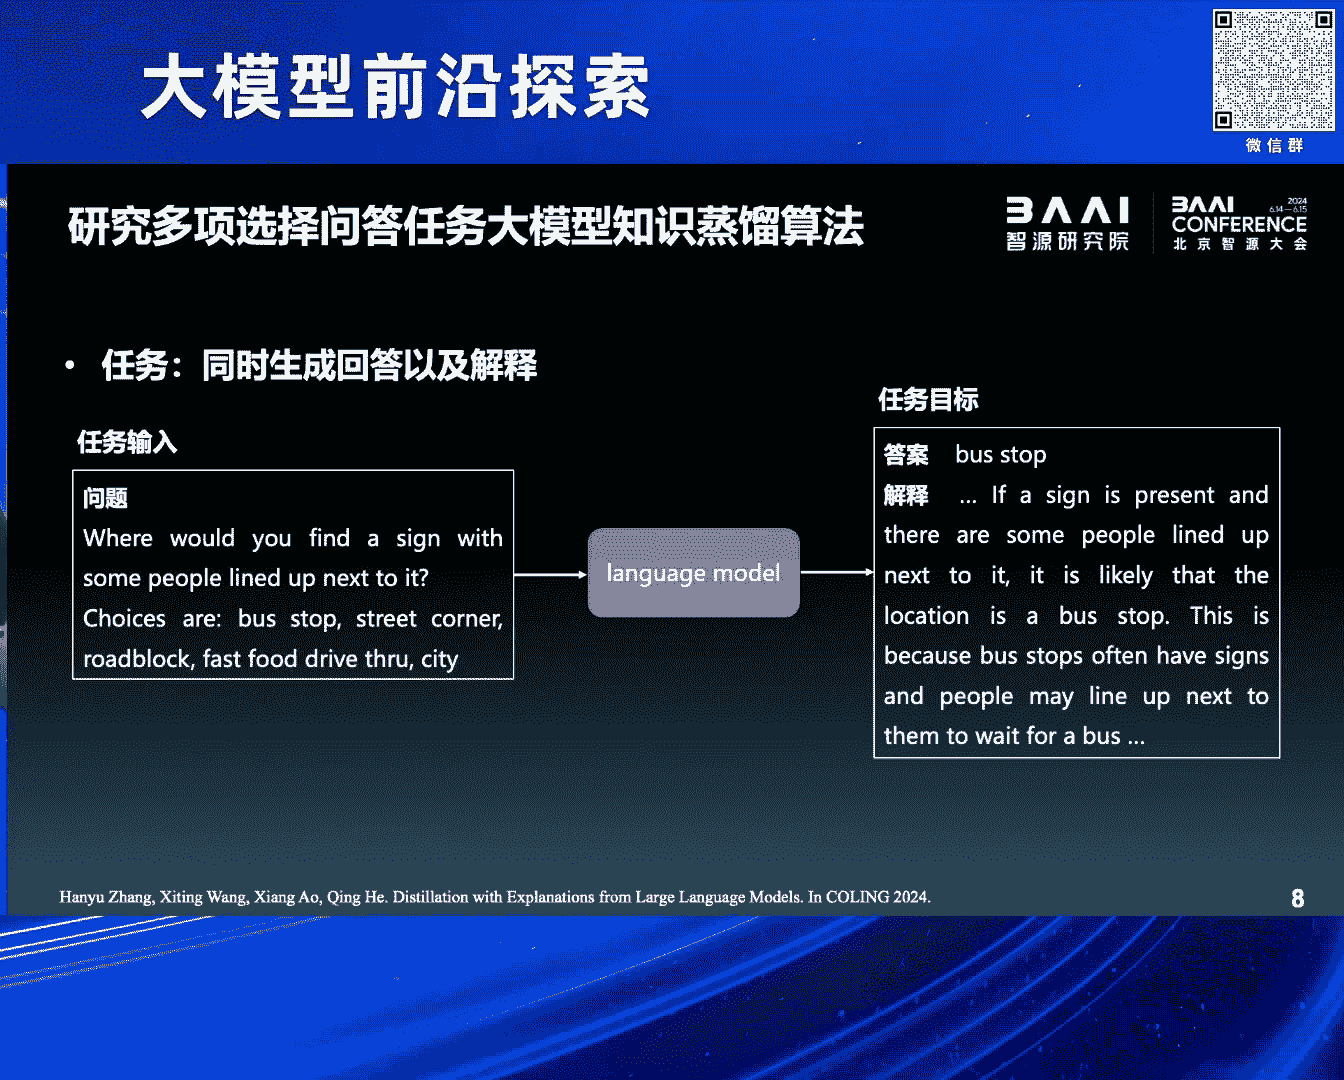 大模型前沿探索
微信群
研究多项选择问答任务大模型知识蒸馏算法
BAAI
智源研究院
BAAI 2024
6.14—6.15
CONFERENCE
北京智源大会
• 任务：同时生成回答以及解释
任务输入
问题
Where would you find a sign with
some people lined up next to it?
Choices are: bus stop, street corner,
roadblock, fast food drive thru, city
language model
任务目标
答案 bus stop
解释 ... If a sign is present and
there are some people lined up
next to it, it is likely that the
location is a bus stop. This is
because bus stops often have signs
and people may line up next to
them to wait for a bus ...
Hanyu Zhang, Xiting Wang, Xiang Ao, Qing He. Distillation with Explanations from Large Language Models. In COLING 2024.
8